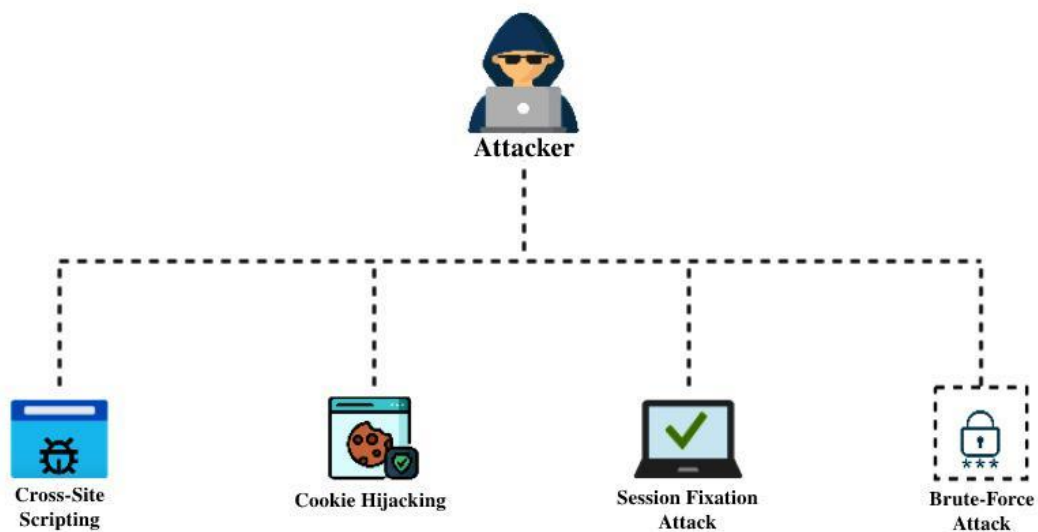 Attacker
Cross-Site
Scripting
Cookie Hijacking
Session Fixation
Attack
***
Brute-Force
Attack